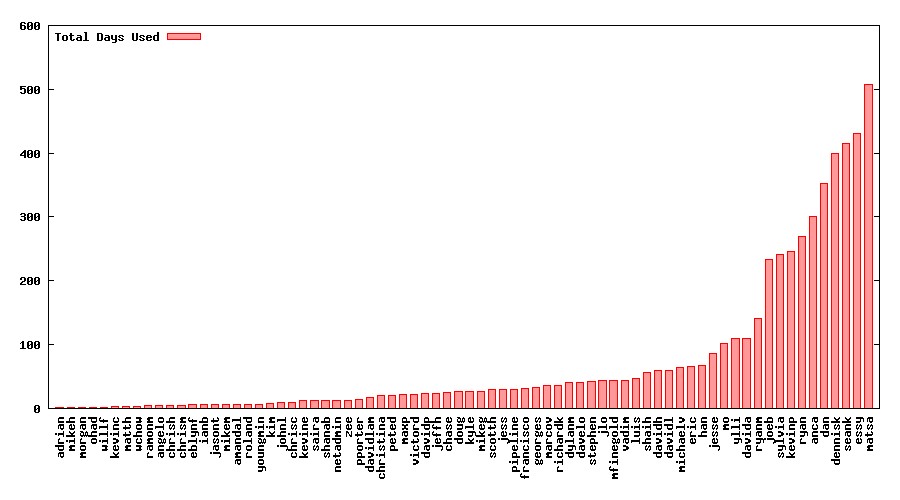 600
Total Days Used
500
400
300
200
100
0
adrian
mikeh
morgan
ohad
willf
kevinc
matth
wchow
ramonm
angelo
chrish
chrism
eblynf
ianb
jasont
mikem
amandal
roland
youngmin
kim
johnl
chrisc
kevine
saira
shanab
netadmin
zee
pporter
davidlam
christina
peted
maxp
victord
davidp
jeffh
chase
doug
kyle
mikeg
scotth
jess
pipeline
francisco
georges
marcov
richardk
dylanm
davelo
stephen
jlo
mfinegold
vadim
luis
shaih
davidh
davidl
michaelv
eric
han
jesse
mo
ylli
davida
ryanm
joeb
sylvia
kevinp
ryan
anca
dan
dennisk
seank
essy
matsa